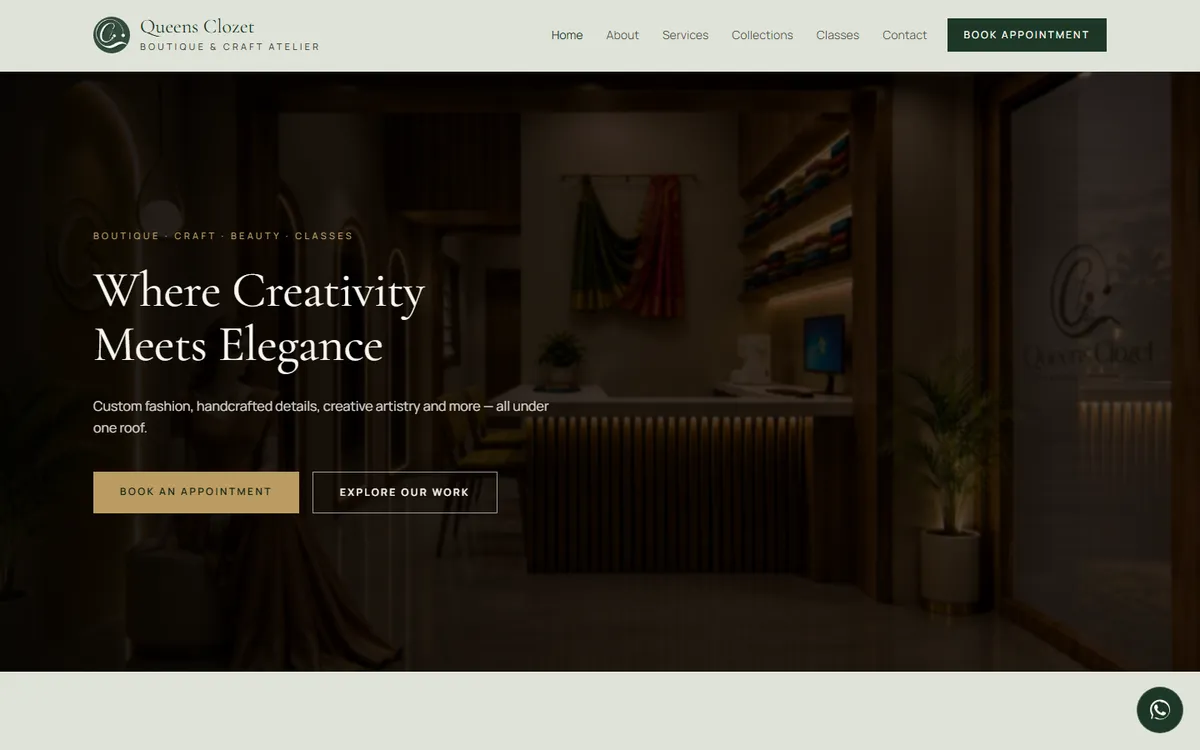 Queens Clozet
BOUTIQUE & CRAFT ATELIER
Home About Services Collections Classes Contact BOOK APPOINTMENT
BOUTIQUE · CRAFT · BEAUTY · CLASSES
Where Creativity
Meets Elegance
Custom fashion, handcrafted details, creative artistry and more — all under
one roof.
BOOK AN APPOINTMENT EXPLORE OUR WORK
Queens Clozet